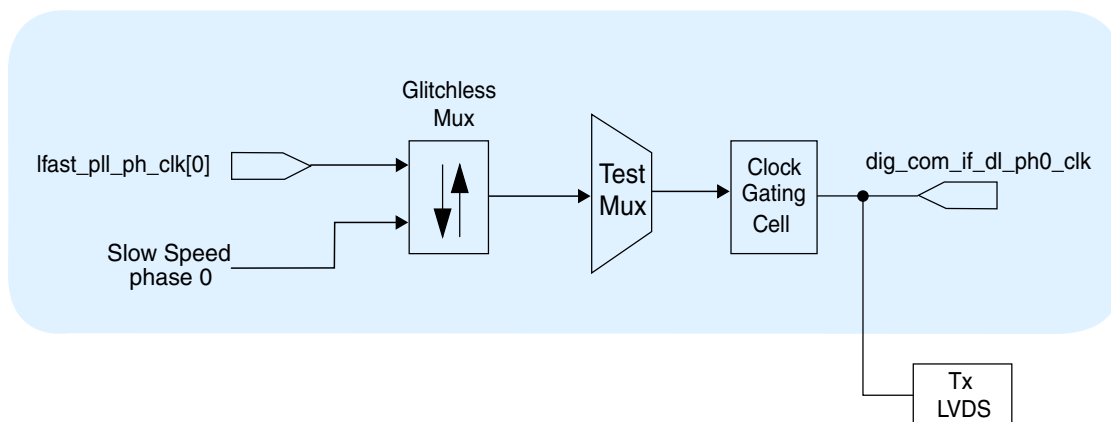 Glitchless
Mux
lfast_pll_ph_clk[0]
Slow Speed
phase 0
Test
Mux
Clock
Gating
Cell
dig_com_if_dl_ph0_clk
Tx
LVDS